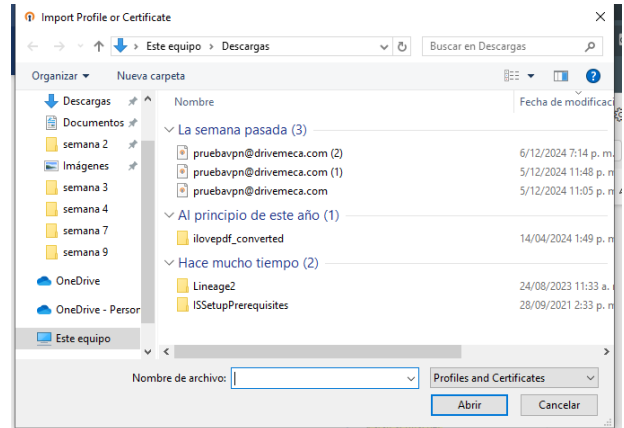 Import Profile or Certificate
Este equipo > Descargas
Buscar en Descargas
Organizar
Nueva carpeta
Descargas
Documentos
semana 2
Imágenes
semana 3
semana 4
semana 7
semana 9
OneDrive
OneDrive - Person
Este equipo
Nombre
Fecha de modificaci
La semana pasada (3)
pruebavpn@drivemeca.com (2)
6/12/2024 7:14 p. m.
pruebavpn@drivemeca.com (1)
5/12/2024 11:48 p. m
pruebavpn@drivemeca.com
5/12/2024 11:05 p. m
Al principio de este año (1)
ilovepdf_converted
14/04/2024 1:49 p. m
Hace mucho tiempo (2)
Lineage2
24/08/2023 11:33 a.
ISSetupPrerequisites
28/09/2021 2:33 p. m
Nombre de archivo:
Profiles and Certificates
Abrir
Cancelar